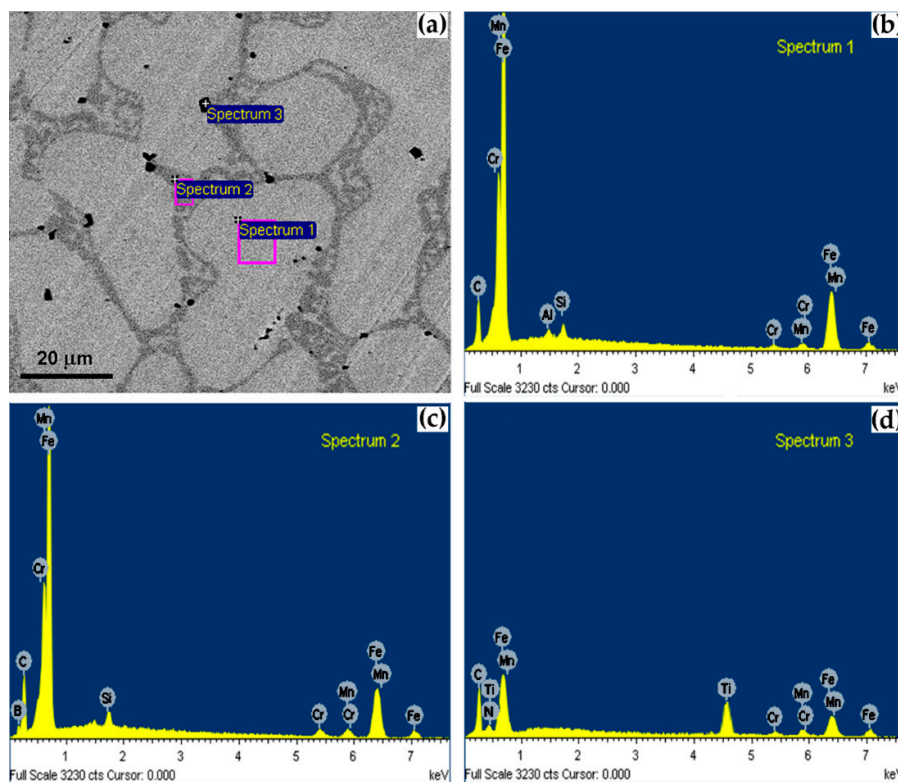 (a)
Spectrum 3
Spectrum 2
Spectrum 1
20 μm
(b)
Spectrum 1
Mn
Fe
Cr
C
Al
Si
Cr
Cr
Mn
Fe
Mn
Fe
1 2 3 4 5 6 7
Full Scale 3230 cts Cursor: 0.000 keV
(c)
Spectrum 2
Mn
Fe
Cr
C
B
Si
Cr
Mn
Cr
Fe
Mn
Fe
1 2 3 4 5 6 7
Full Scale 3230 cts Cursor: 0.000 keV
(d)
Spectrum 3
C
Ti
N
Fe
Mn
Ti
Cr
Mn
Cr
Fe
Mn
Fe
1 2 3 4 5 6 7
Full Scale 3230 cts Cursor: 0.000 keV